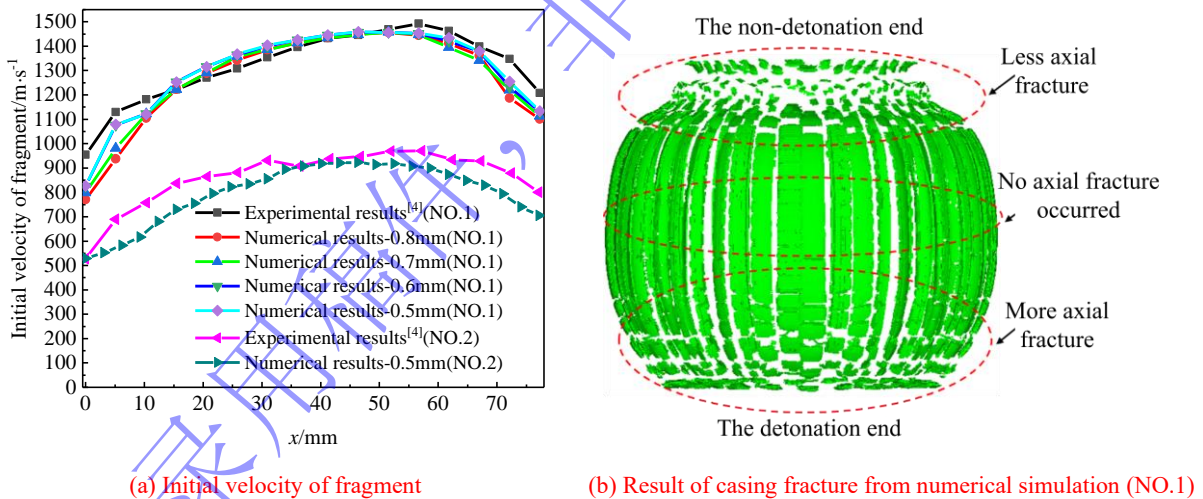 1500
1400
1300
1200
1100
1000
900
800
700
600
500
400
300
200
100
0
Initial velocity of fragment/m·s-1
Experimental results[4](NO.1)
Numerical results-0.8mm(NO.1)
Numerical results-0.7mm(NO.1)
Numerical results-0.6mm(NO.1)
Numerical results-0.5mm(NO.1)
Experimental results[4](NO.2)
Numerical results-0.5mm(NO.2)
0 10 20 30 40 50 60 70
x/mm
(a) Initial velocity of fragment
The non-detonation end
Less axial
fracture
No axial fracture
occurred
More axial
fracture
The detonation end
(b) Result of casing fracture from numerical simulation (NO.1)
用稿件,非